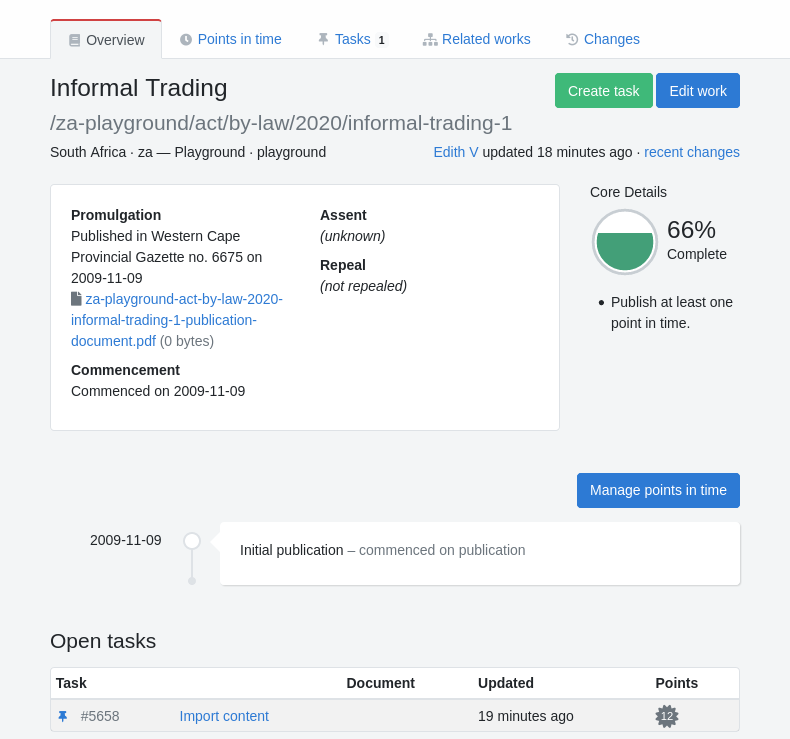 Overview Points in time Tasks 1 Related works Changes
Informal Trading Create task Edit work
/za-playground/act/by-law/2020/informal-trading-1
South Africa · za — Playground · playground Edith V updated 18 minutes ago · recent changes
Core Details
66%
Complete
• Publish at least one
point in time.
Promulgation
Published in Western Cape
Provincial Gazette no. 6675 on
2009-11-09
za-playground-act-by-law-2020-
informal-trading-1-publication-
document.pdf (0 bytes)
Commencement
Commenced on 2009-11-09
Assent
(unknown)
Repeal
(not repealed)
Manage points in time
2009-11-09 Initial publication – commenced on publication
Open tasks
Task Document Updated Points
#5658 Import content 19 minutes ago 12